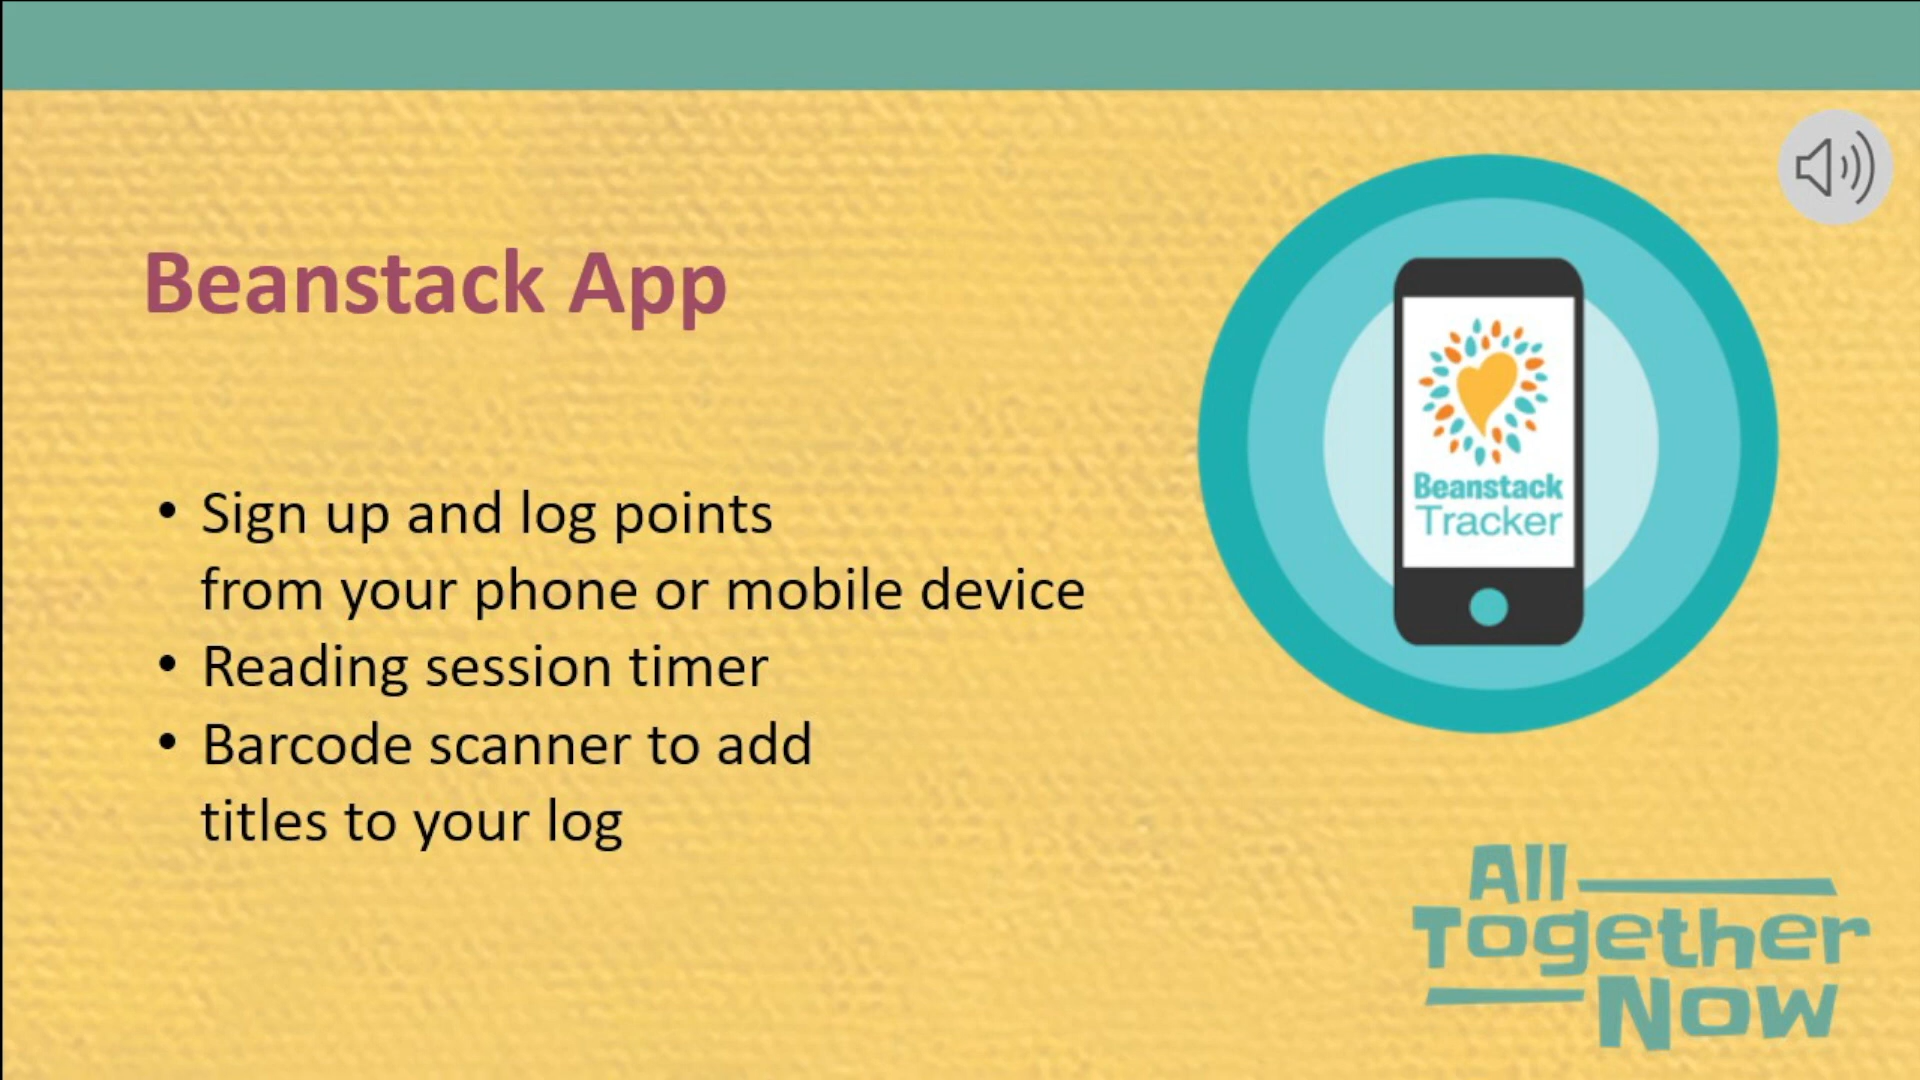 Beanstack App
• Sign up and log points
from your phone or mobile device
• Reading session timer
• Barcode scanner to add
titles to your log
Beanstack
Tracker
All
Together
Now